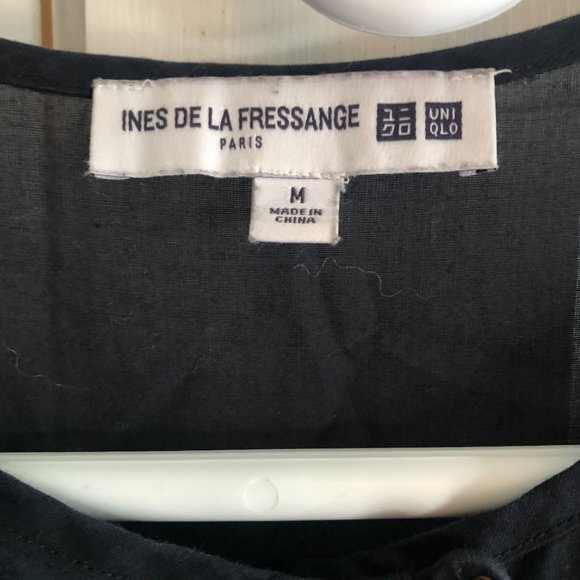 INES DE LA FRESSANGE
PARIS
ユニ
クロ
UNI
QLO
M
MADE IN
CHINA